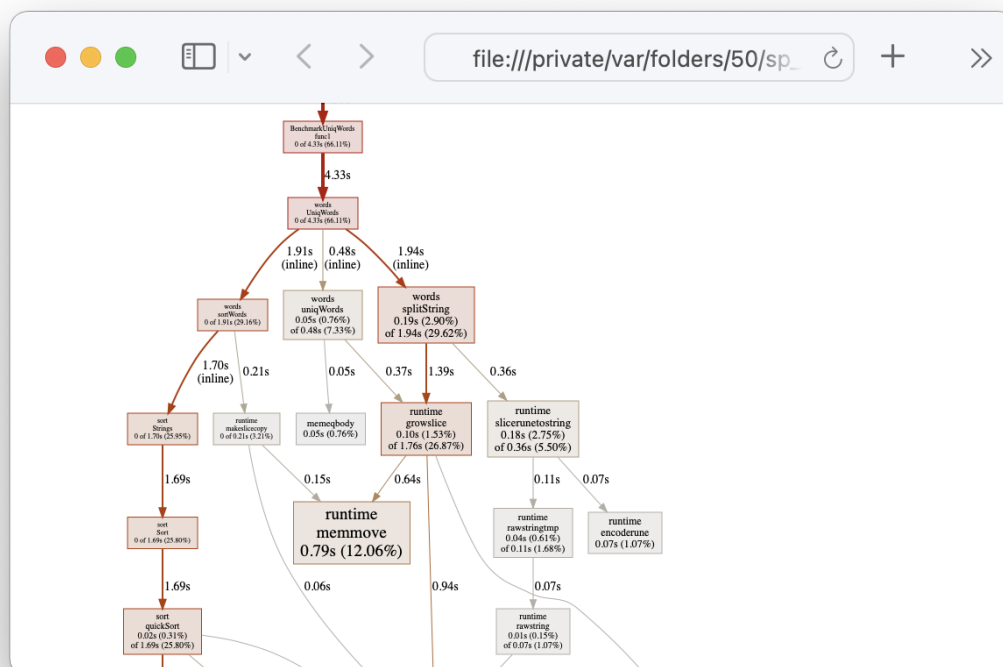 file:///private/var/folders/50/sp_
BenchmarkUniqWords
func1
0 of 4.33s (66.11%)
4.33s
words
UniqWords
0 of 4.33s (66.11%)
1.91s
(inline)
0.48s
(inline)
1.94s
(inline)
words
sortWords
0 of 1.91s (29.16%)
words
uniqWords
0.05s (0.76%)
of 0.48s (7.33%)
words
splitString
0.19s (2.90%)
of 1.94s (29.62%)
1.70s
(inline)
0.21s
0.05s
0.37s
1.39s
0.36s
sort
Strings
0 of 1.70s (25.95%)
runtime
makeslicecopy
0 of 0.21s (3.21%)
memeqbody
0.05s (0.76%)
runtime
growslice
0.10s (1.53%)
of 1.76s (26.87%)
runtime
slicerunetostring
0.18s (2.75%)
of 0.36s (5.50%)
1.69s
0.15s
0.64s
0.11s
0.07s
sort
Sort
0 of 1.69s (25.80%)
runtime
memmove
0.79s (12.06%)
runtime
rawstringtmp
0.04s (0.61%)
of 0.11s (1.68%)
runtime
encoderune
0.07s (1.07%)
1.69s
0.06s
0.94s
0.07s
sort
quickSort
0.02s (0.31%)
of 1.69s (25.80%)
runtime
rawstring
0.01s (0.15%)
of 0.07s (1.07%)